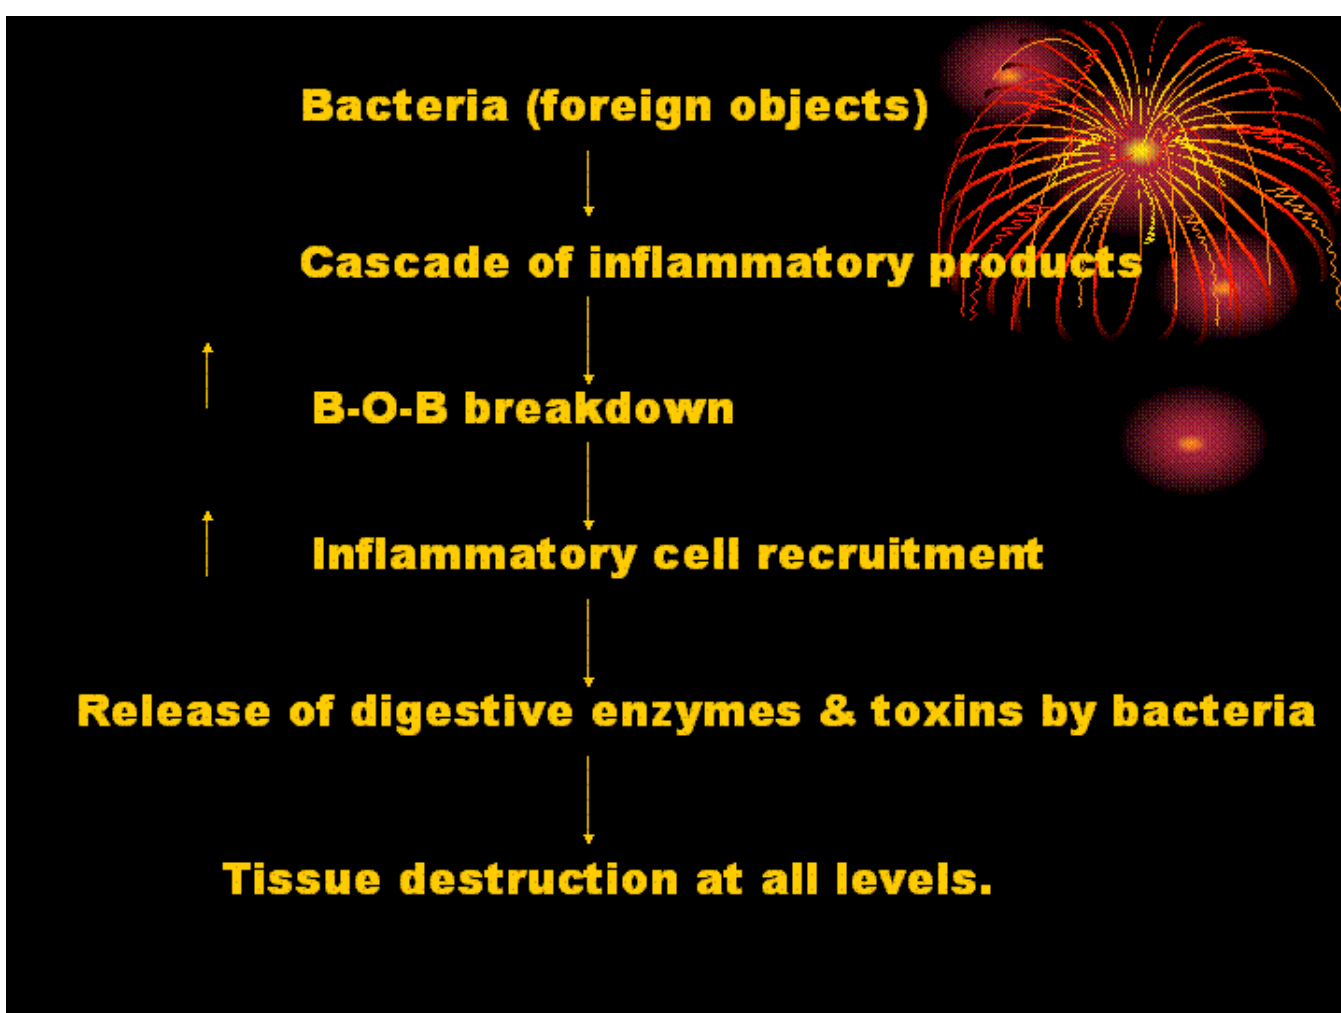 Bacteria (foreign objects)
Cascade of inflammatory products
B-O-B breakdown
Inflammatory cell recruitment
Release of digestive enzymes & toxins by bacteria
Tissue destruction at all levels.